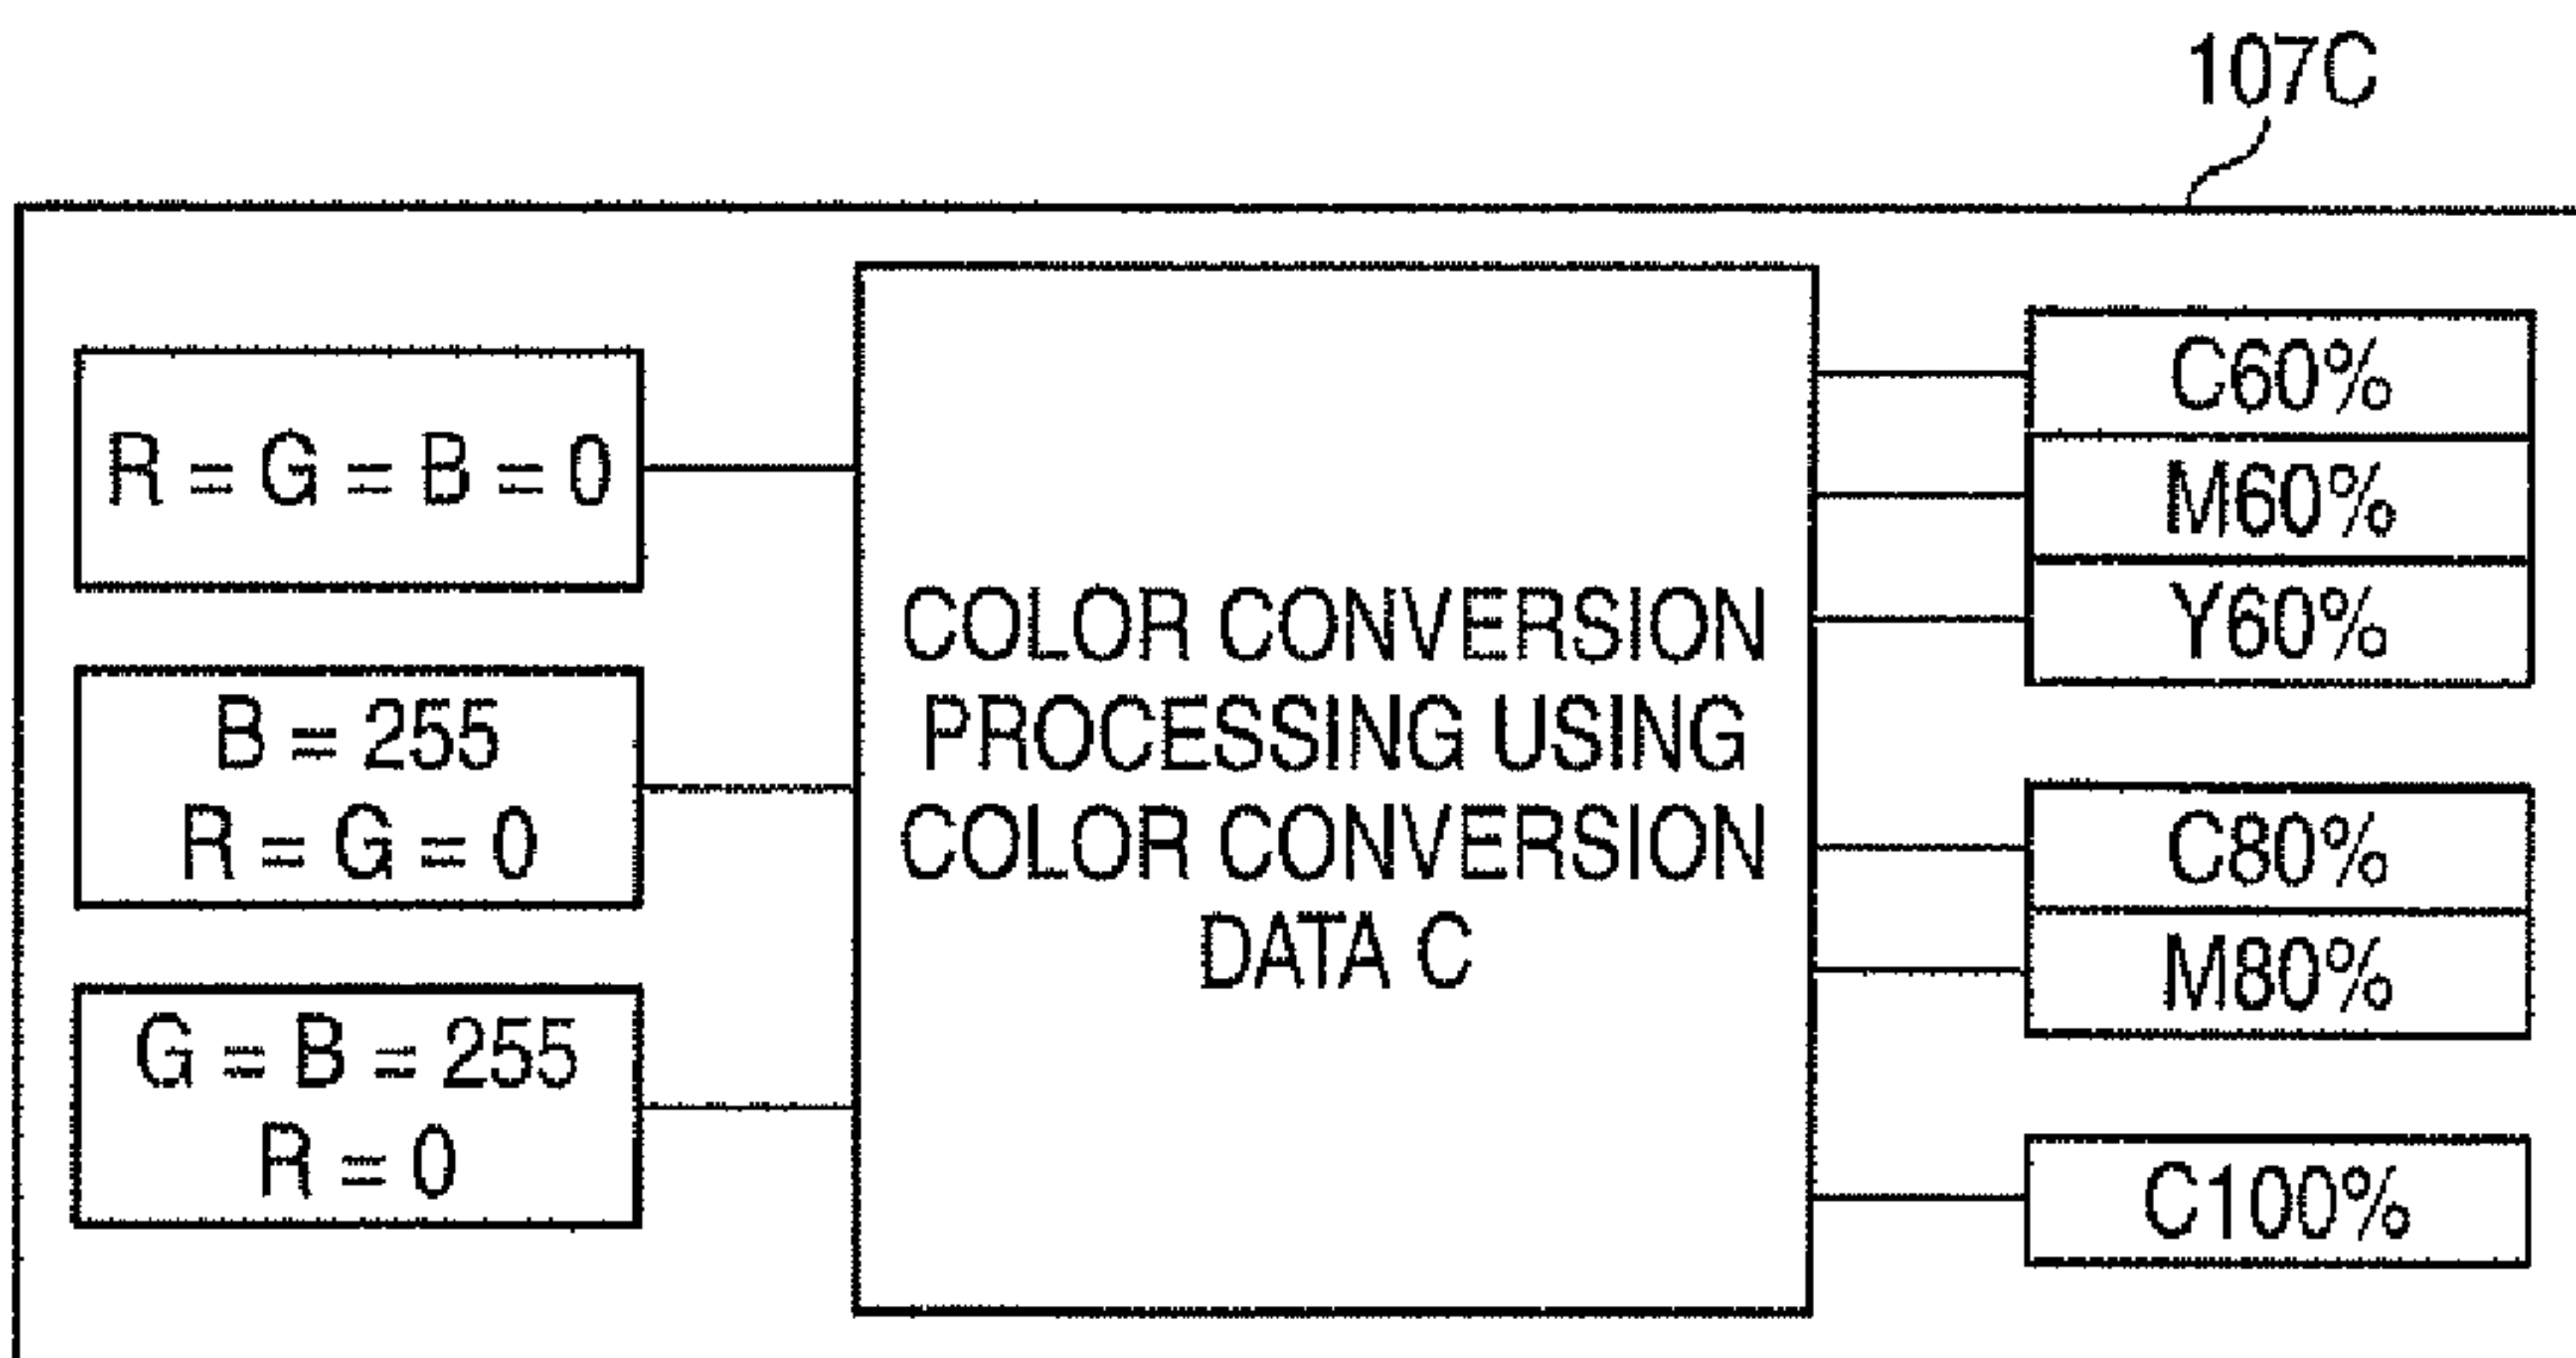 107C
R = G = B = 0
B = 255
R = G = 0
G = B = 255
R = 0
COLOR CONVERSION
PROCESSING USING
COLOR CONVERSION
DATA C
C60%
M60%
Y60%
C80%
M80%
C100%